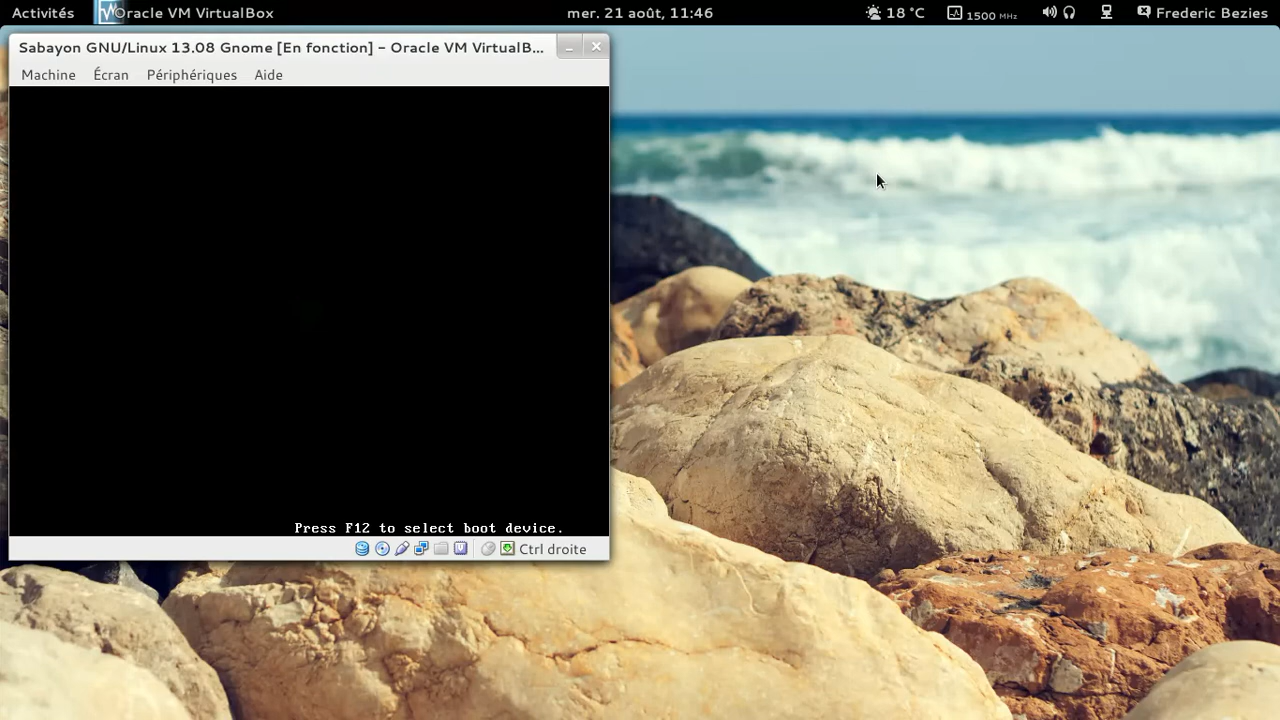 Activités Oracle VM VirtualBox mer. 21 août, 11:46 18 °C 1500 MHz Frederic Bezies
Sabayon GNU/Linux 13.08 Gnome [En fonction] - Oracle VM VirtualB...
Machine Écran Périphériques Aide
Press F12 to select boot device.
Ctrl droite